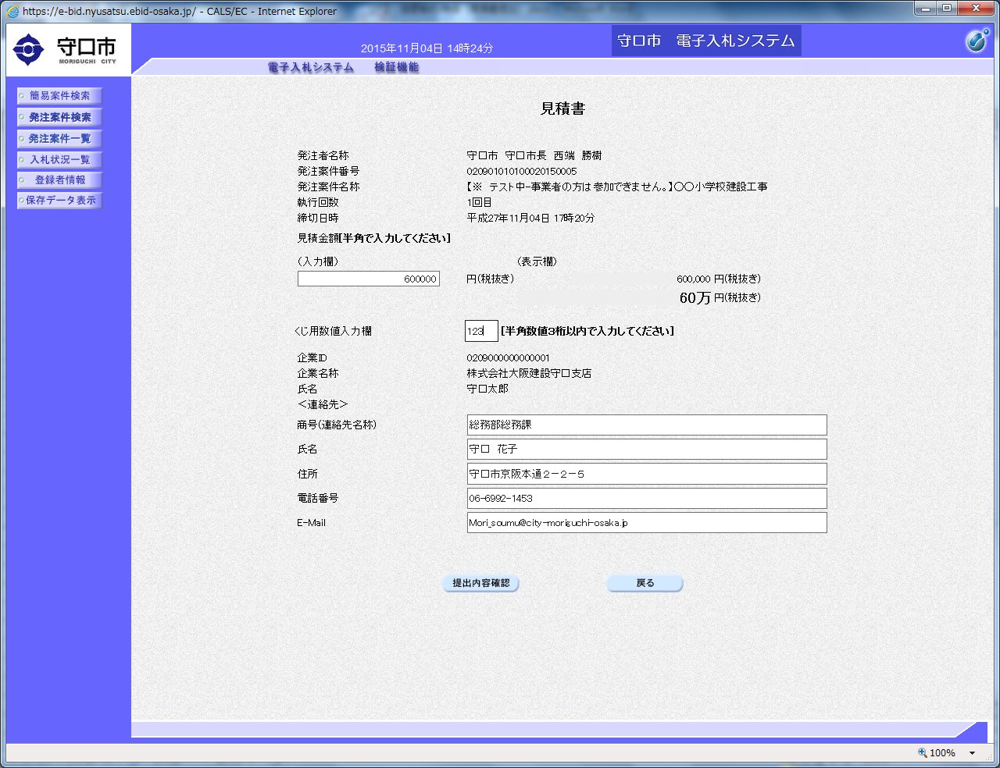 https://e-bid.nyusatsu.ebid-osaka.jp/ - CALS/EC - Internet Explorer
守口市
MORIGUCHI CITY
2015年11月04日 14時24分
守口市　電子入札システム
電子入札システム　検証機能
簡易案件検索
発注案件検索
発注案件一覧
入札状況一覧
登録者情報
保存データ表示
見積書
発注者名称 守口市　守口市長　西端　勝樹
発注案件番号 020901010100020150005
発注案件名称 【※　テスト中-事業者の方は参加できません。】〇〇小学校建設工事
執行回数 1回目
締切日時 平成27年11月04日 17時20分
見積金額[半角で入力してください]
(入力欄) (表示欄)
600000 円(税抜き) 600,000 円(税抜き)
60万 円(税抜き)
くじ用数値入力欄 123 [半角数値3桁以内で入力してください]
企業ID 0209000000000001
企業名称 株式会社大阪建設守口支店
氏名 守口太郎
＜連絡先＞
商号(連絡先名称) 総務部総務課
氏名 守口　花子
住所 守口市京阪本通２－２－５
電話番号 06-6992-1453
E-Mail Mori_soumu@city-moriguchi-osaka.jp
提出内容確認 戻る
100%